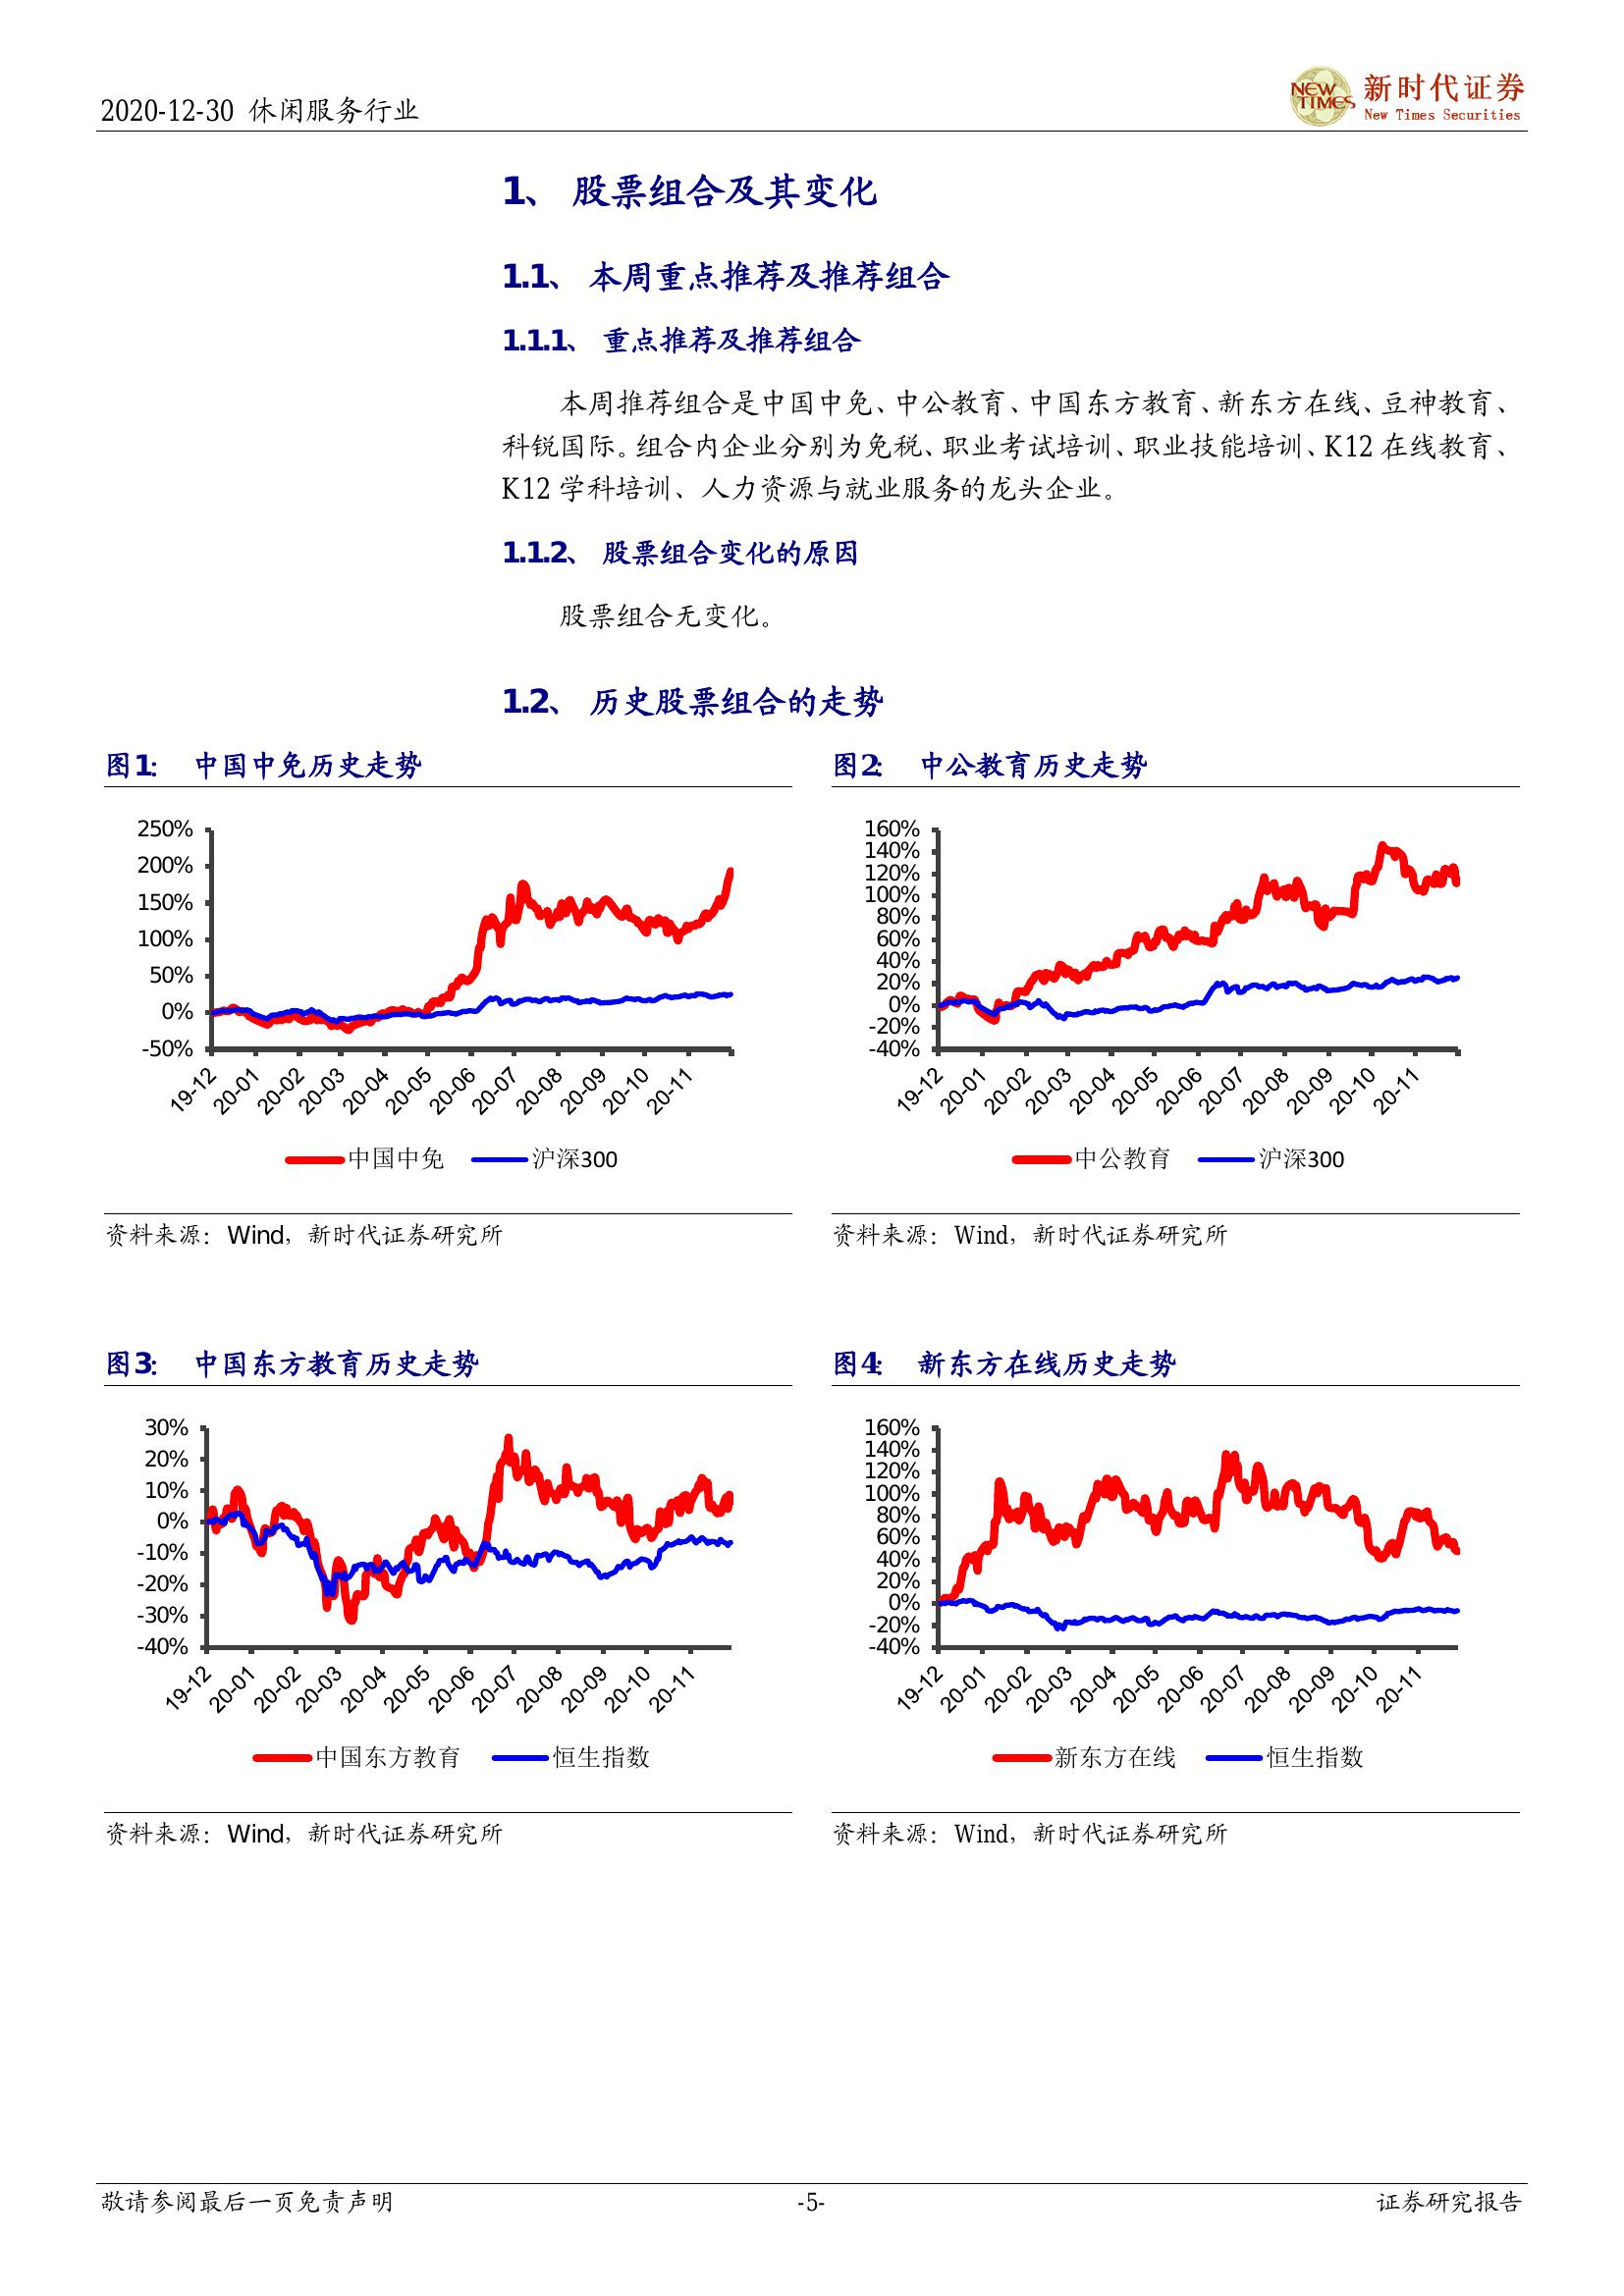 2020-12-30 休闲服务行业
NEW TIMES
新时代证券
New Times Securities
1、 股票组合及其变化
1.1、 本周重点推荐及推荐组合
1.1.1、 重点推荐及推荐组合
本周推荐组合是中国中免、中公教育、中国东方教育、新东方在线、豆神教育、
科锐国际。组合内企业分别为免税、职业考试培训、职业技能培训、K12 在线教育、
K12 学科培训、人力资源与就业服务的龙头企业。
1.1.2、 股票组合变化的原因
股票组合无变化。
1.2、 历史股票组合的走势
图1： 中国中免历史走势
250%
200%
150%
100%
50%
0%
-50%
19-12 20-01 20-02 20-03 20-04 20-05 20-06 20-07 20-08 20-09 20-10 20-11
中国中免 沪深300
资料来源：Wind，新时代证券研究所
图2： 中公教育历史走势
160%
140%
120%
100%
80%
60%
40%
20%
0%
-20%
-40%
19-12 20-01 20-02 20-03 20-04 20-05 20-06 20-07 20-08 20-09 20-10 20-11
中公教育 沪深300
资料来源：Wind，新时代证券研究所
图3： 中国东方教育历史走势
30%
20%
10%
0%
-10%
-20%
-30%
-40%
19-12 20-01 20-02 20-03 20-04 20-05 20-06 20-07 20-08 20-09 20-10 20-11
中国东方教育 恒生指数
资料来源：Wind，新时代证券研究所
图4： 新东方在线历史走势
160%
140%
120%
100%
80%
60%
40%
20%
0%
-20%
-40%
19-12 20-01 20-02 20-03 20-04 20-05 20-06 20-07 20-08 20-09 20-10 20-11
新东方在线 恒生指数
资料来源：Wind，新时代证券研究所
敬请参阅最后一页免责声明
-5-
证券研究报告